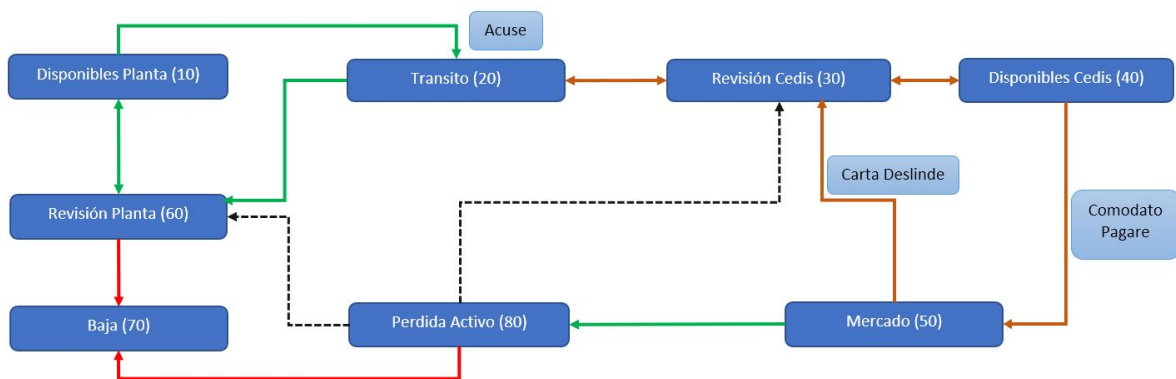 Acuse
Disponibles Planta (10)
Transito (20)
Revisión Cedis (30)
Disponibles Cedis (40)
Carta Deslinde
Revisión Planta (60)
Comodato
Pagare
Baja (70)
Perdida Activo (80)
Mercado (50)